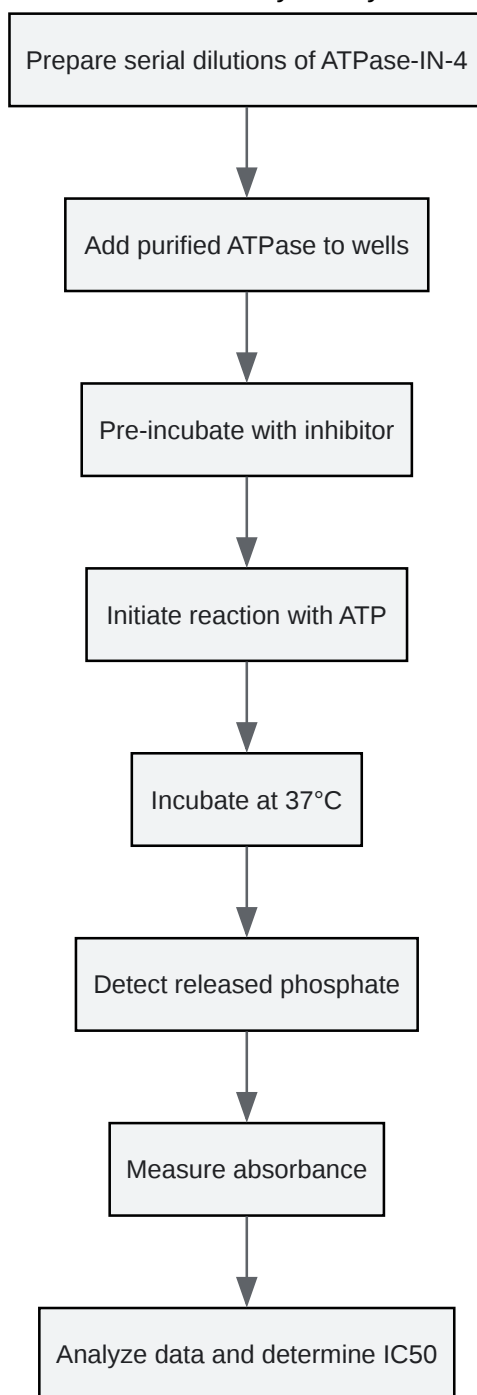 Prepare serial dilutions of ATPase-IN-4
Add purified ATPase to wells
Pre-incubate with inhibitor
Initiate reaction with ATP
Incubate at 37°C
Detect released phosphate
Measure absorbance
Analyze data and determine IC50